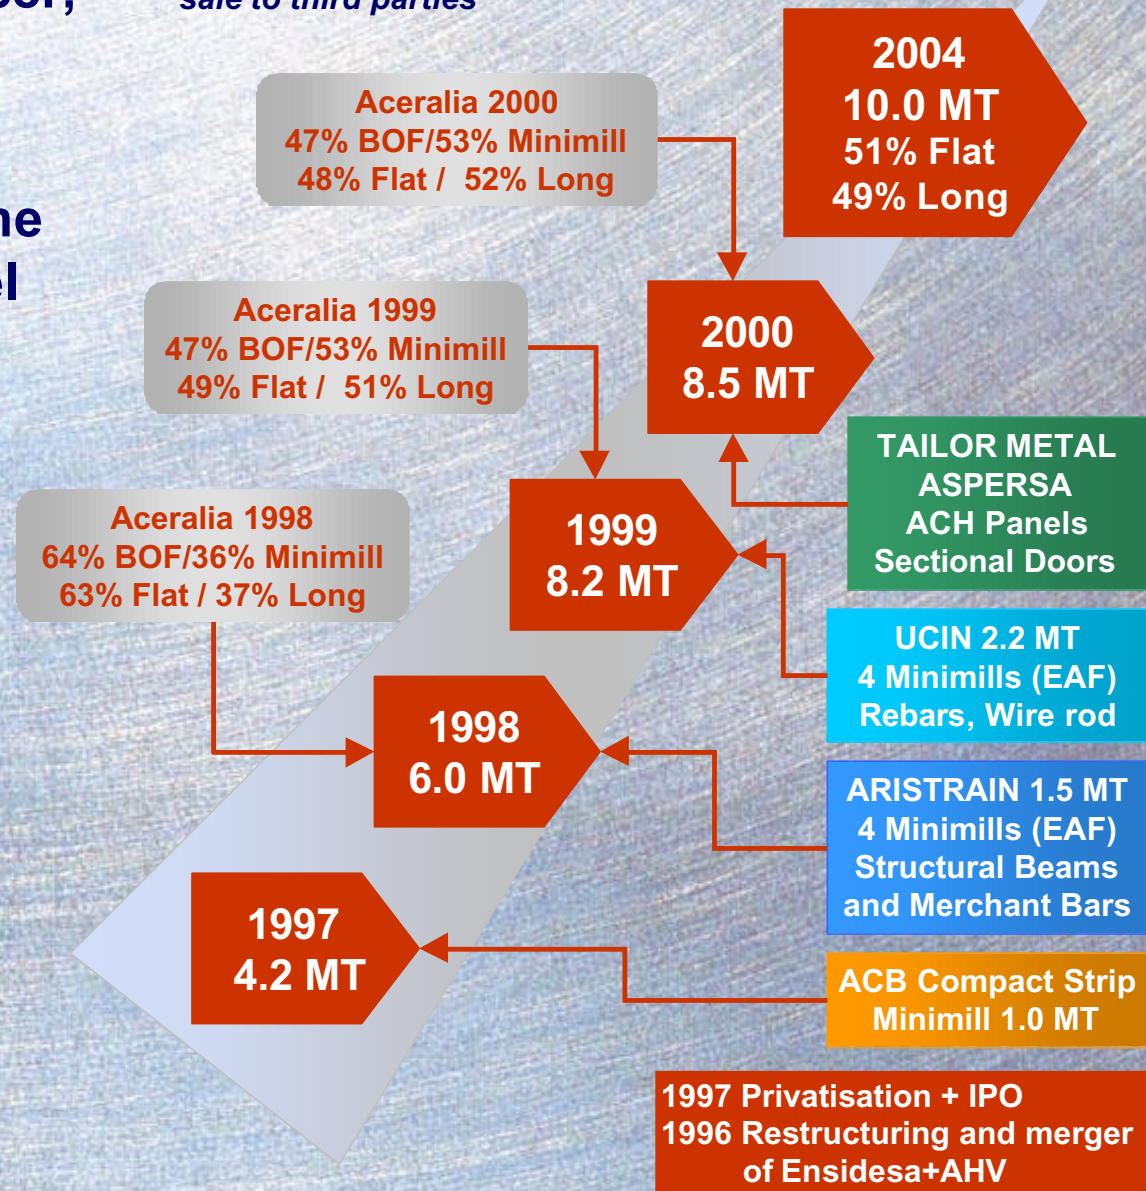 sale to third parties
2004
10.0 MT
51% Flat
49% Long
Aceralia 2000
47% BOF/53% Minimill
48% Flat / 52% Long
2000
8.5 MT
Aceralia 1999
47% BOF/53% Minimill
49% Flat / 51% Long
TAILOR METAL
ASPERSA
ACH Panels
Sectional Doors
1999
8.2 MT
Aceralia 1998
64% BOF/36% Minimill
63% Flat / 37% Long
UCIN 2.2 MT
4 Minimills (EAF)
Rebars, Wire rod
1998
6.0 MT
ARISTRAIN 1.5 MT
4 Minimills (EAF)
Structural Beams
and Merchant Bars
1997
4.2 MT
ACB Compact Strip
Minimill 1.0 MT
1997 Privatisation + IPO
1996 Restructuring and merger
of Ensidesa+AHV